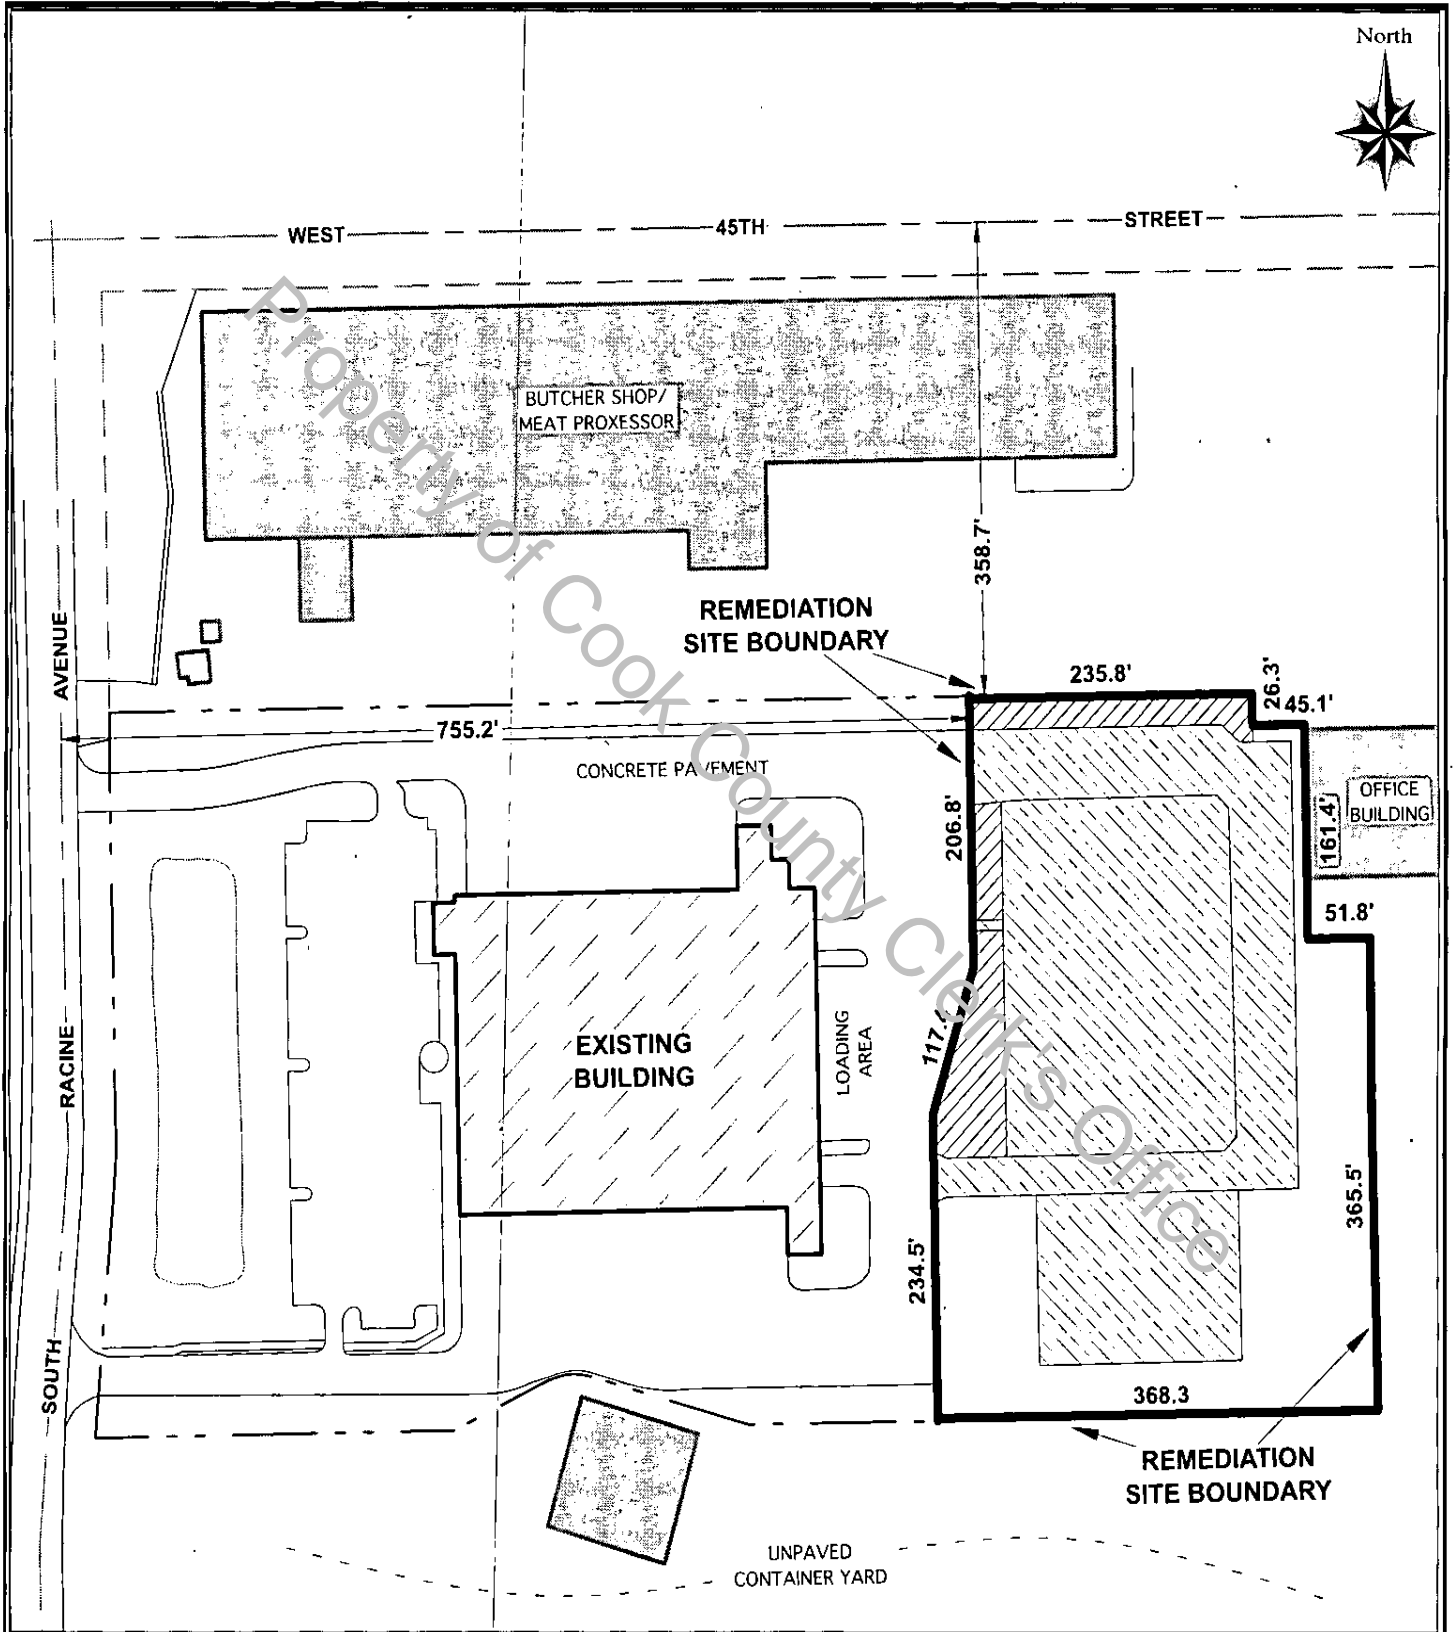 North
WEST 45TH STREET
BUTCHER SHOP/
MEAT PROXESSOR
358.7'
REMEDIATION
SITE BOUNDARY
AVENUE
235.8'
26.3'
45.1'
755.2'
CONCRETE PAVEMENT
OFFICE
BUILDING
161.4'
206.8'
51.8'
EXISTING
BUILDING
LOADING
AREA
RACINE
365.5'
234.5'
SOUTH
368.3
REMEDIATION
SITE BOUNDARY
UNPAVED
CONTAINER YARD
Property of Cook County Clerk's Office